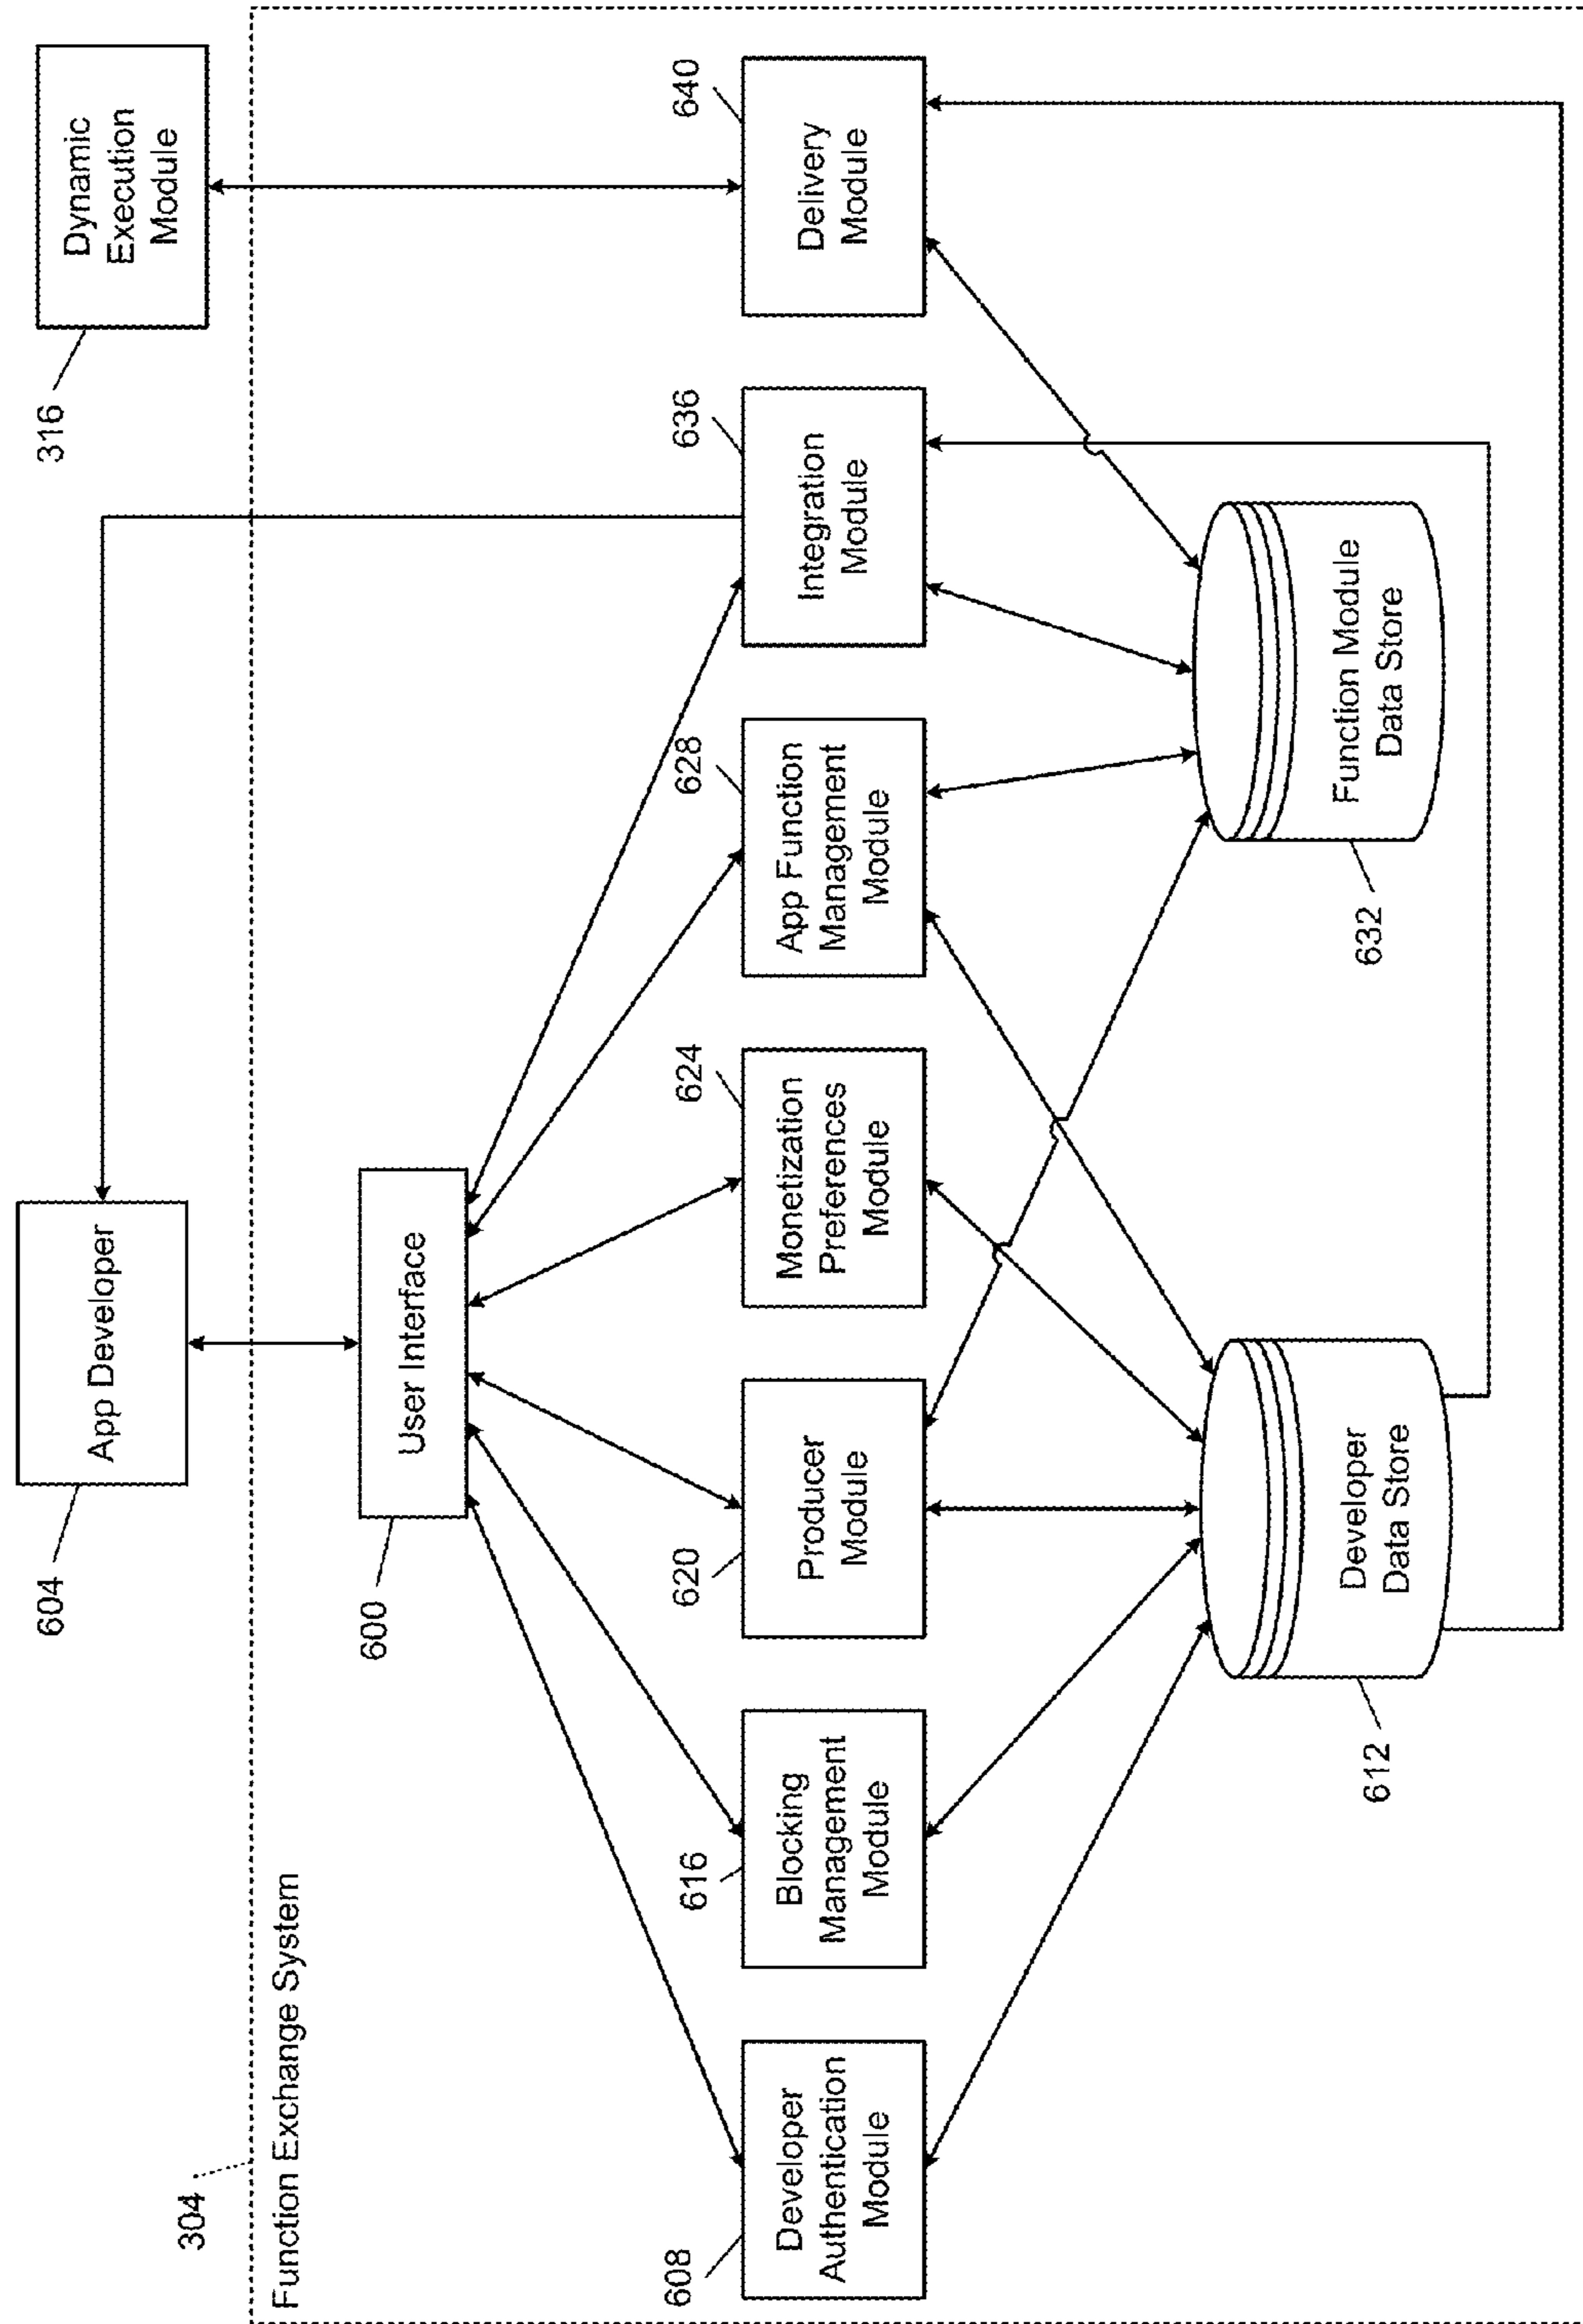 604
App Developer
316
Dynamic
Execution
Module
304
Function Exchange System
600
User Interface
608
Developer
Authentication
Module
616
Blocking
Management
Module
620
Producer
Module
624
Monetization
Preferences
Module
628
App Function
Management
Module
636
Integration
Module
640
Delivery
Module
612
Developer
Data Store
632
Function Module
Data Store